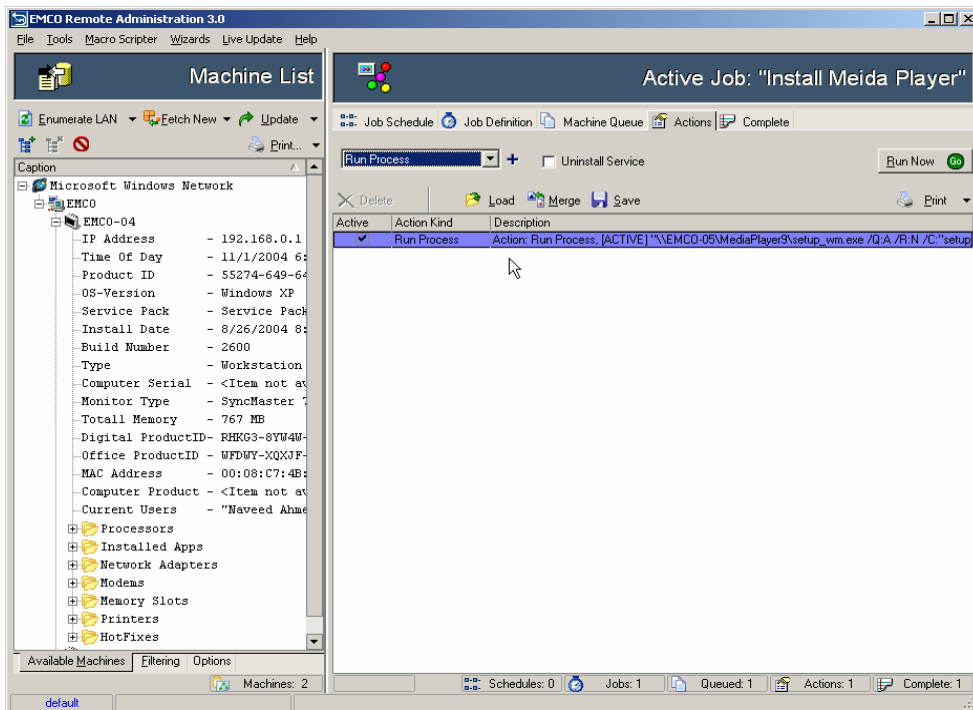 EMCO Remote Administration 3.0
File Tools Macro Scripter Wizards Live Update Help
Machine List
Active Job: "Install Meida Player"
Enumerate LAN Fetch New Update
Print...
Job Schedule Job Definition Machine Queue Actions Complete
Run Process
Uninstall Service
Run Now Go
Delete Load Merge Save Print
Caption
Active Action Kind Description
Run Process Action: Run Process, [ACTIVE] "\\EMCO-05\MediaPlayer9\setup_wm.exe /Q:A /R:N /C:"setup
Microsoft Windows Network
EMCO
EMCO-04
IP Address - 192.168.0.1
Time Of Day - 11/1/2004 6:
Product ID - 55274-649-64
OS-Version - Windows XP
Service Pack - Service Pack
Install Date - 8/26/2004 8:
Build Number - 2600
Type - Workstation
Computer Serial - <Item not av
Monitor Type - SyncMaster 7
Totall Memory - 767 MB
Digital ProductID- RHKG3-8YW4W-
Office ProductID - WFDWY-XQXJF-
MAC Address - 00:08:C7:4B:
Computer Product - <Item not av
Current Users - "Naveed Ahme
Processors
Installed Apps
Network Adapters
Modems
Memory Slots
Printers
HotFixes
Available Machines Filtering Options
Machines: 2
Schedules: 0 Jobs: 1 Queued: 1 Actions: 1 Complete: 1
default